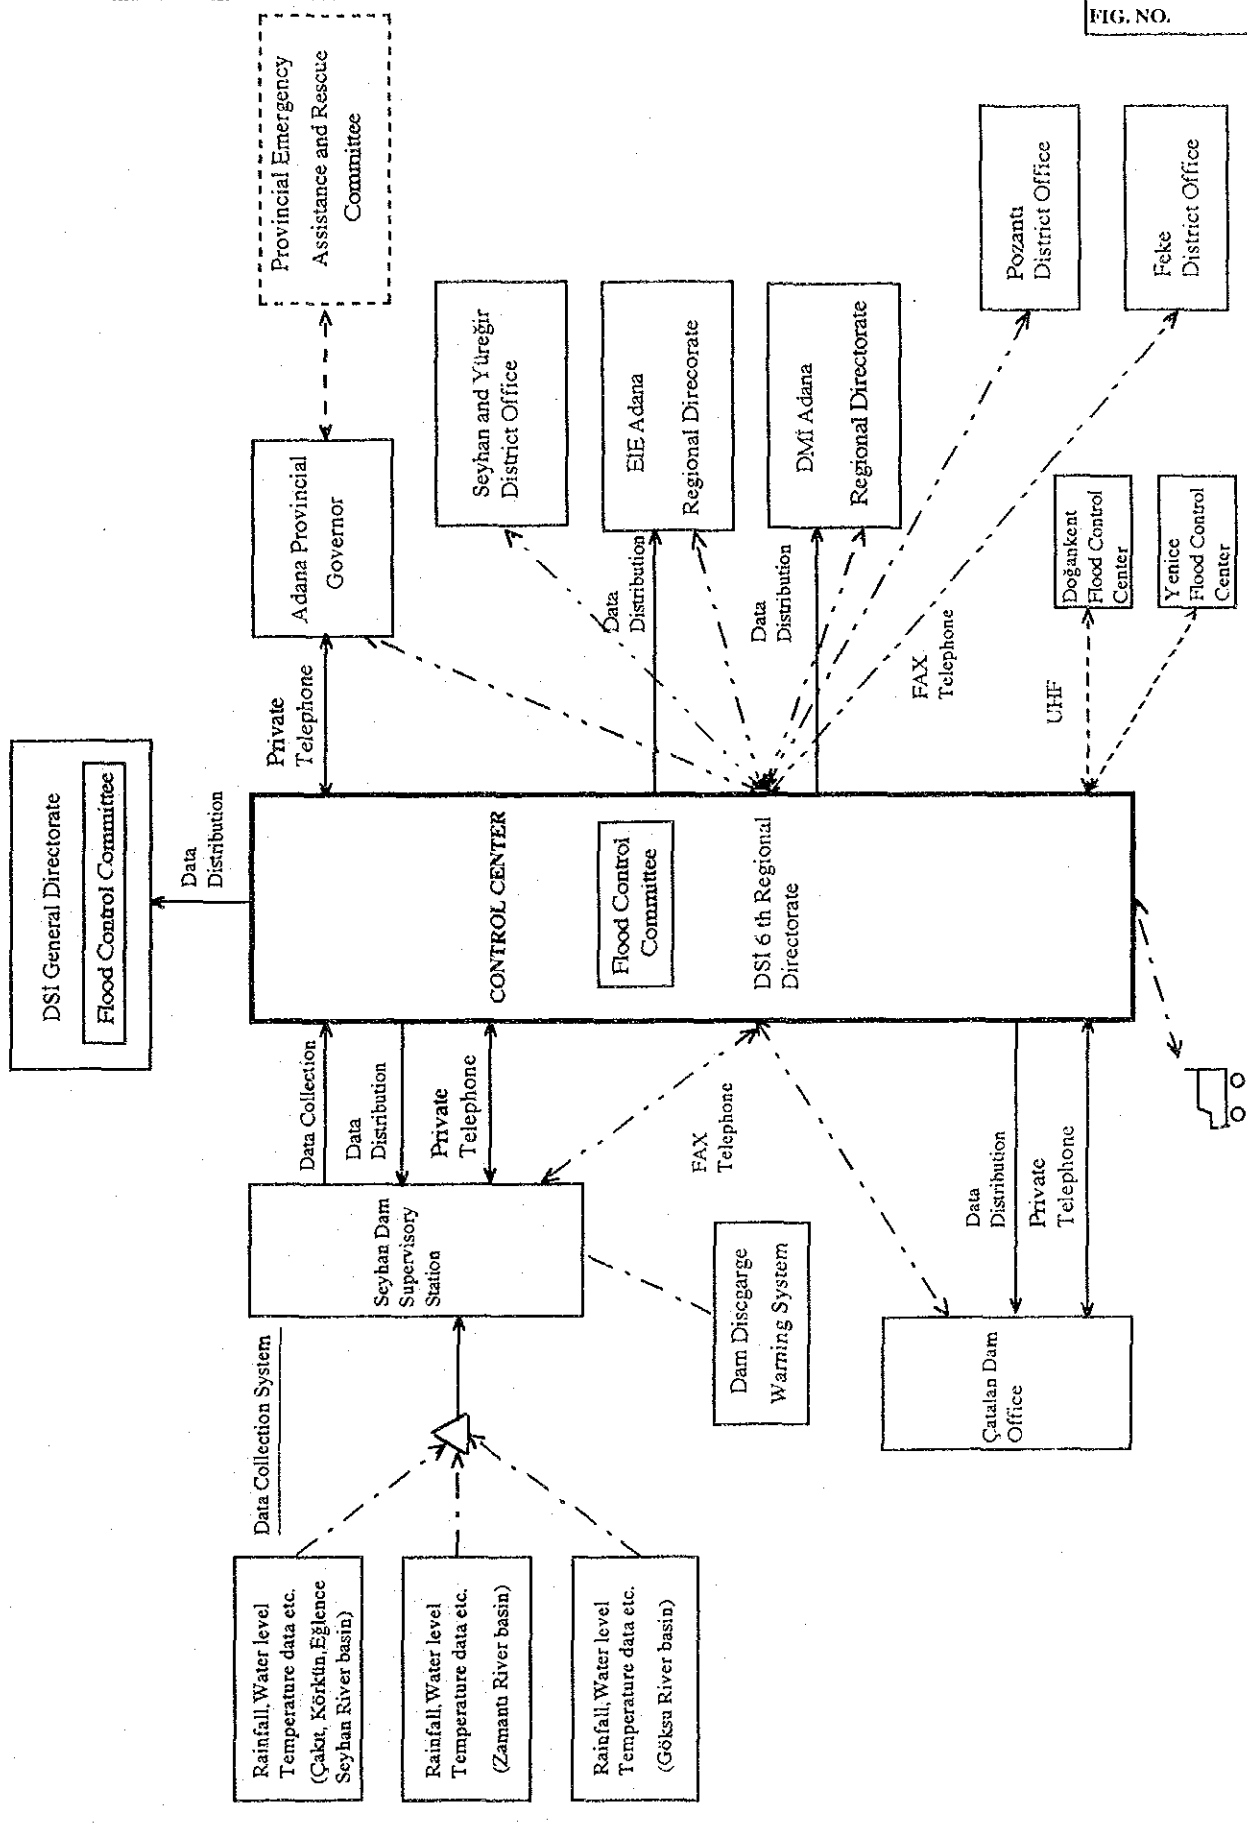 FIG. NO.
DSİ General Directorate
Flood Control Committee
Data
Distribution
Provincial Emergency
Assistance and Rescue
Committee
Adana Provincial
Governor
Private
Telephone
Seyhan and Yüreğir
District Office
EİE Adana
Regional Direcorate
Data
Distribution
DMİ Adana
Regional Directorate
Data
Distribution
Pozantı
District Office
Feke
District Office
FAX
Telephone
Doğankent
Flood Control
Center
Yenice
Flood Control
Center
UHF
CONTROL CENTER
Flood Control
Committee
DSİ 6 th Regional
Directorate
Data Collection
Data
Distribution
Private
Telephone
FAX
Telephone
Data
Distribution
Private
Telephone
Seyhan Dam
Supervisory
Station
Dam Discgarge
Warning System
Çatalan Dam
Office
Data Collection System
Rainfall,Water level
Temperature data etc.
(Çakıt, Körkün,Eğlence
Seyhan River basin)
Rainfall,Water level
Temperature data etc.
(Zamantı River basin)
Rainfall,Water level
Temperature data etc.
(Göksu River basin)